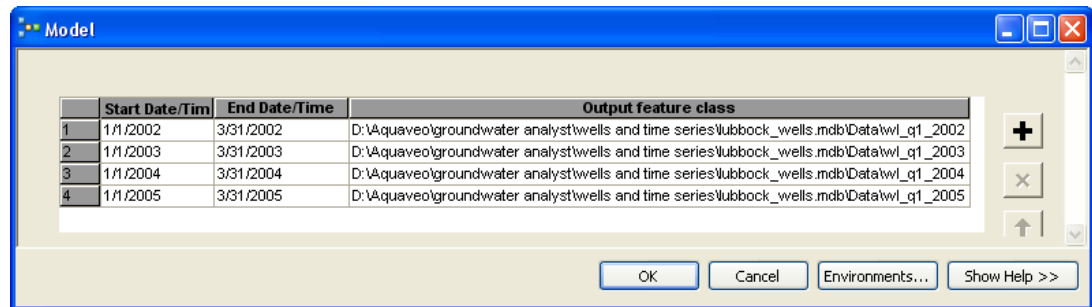 Model
Start Date/Tim End Date/Time Output feature class
1 1/1/2002 3/31/2002 D:\Aquaveo\groundwater analyst\wells and time series\lubbock_wells.mdb\Data\wl_q1_2002
2 1/1/2003 3/31/2003 D:\Aquaveo\groundwater analyst\wells and time series\lubbock_wells.mdb\Data\wl_q1_2003
3 1/1/2004 3/31/2004 D:\Aquaveo\groundwater analyst\wells and time series\lubbock_wells.mdb\Data\wl_q1_2004
4 1/1/2005 3/31/2005 D:\Aquaveo\groundwater analyst\wells and time series\lubbock_wells.mdb\Data\wl_q1_2005
OK Cancel Environments... Show Help >>